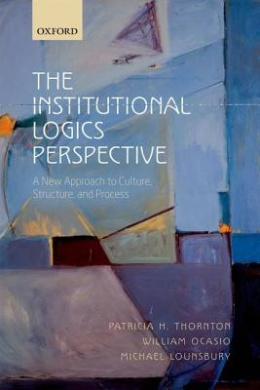 OXFORD
THE
INSTITUTIONAL
LOGICS
PERSPECTIVE
A New Approach to Culture,
Structure, and Process
PATRICIA H. THORNTON
WILLIAM OCASIO
MICHAEL LOUNSBURY